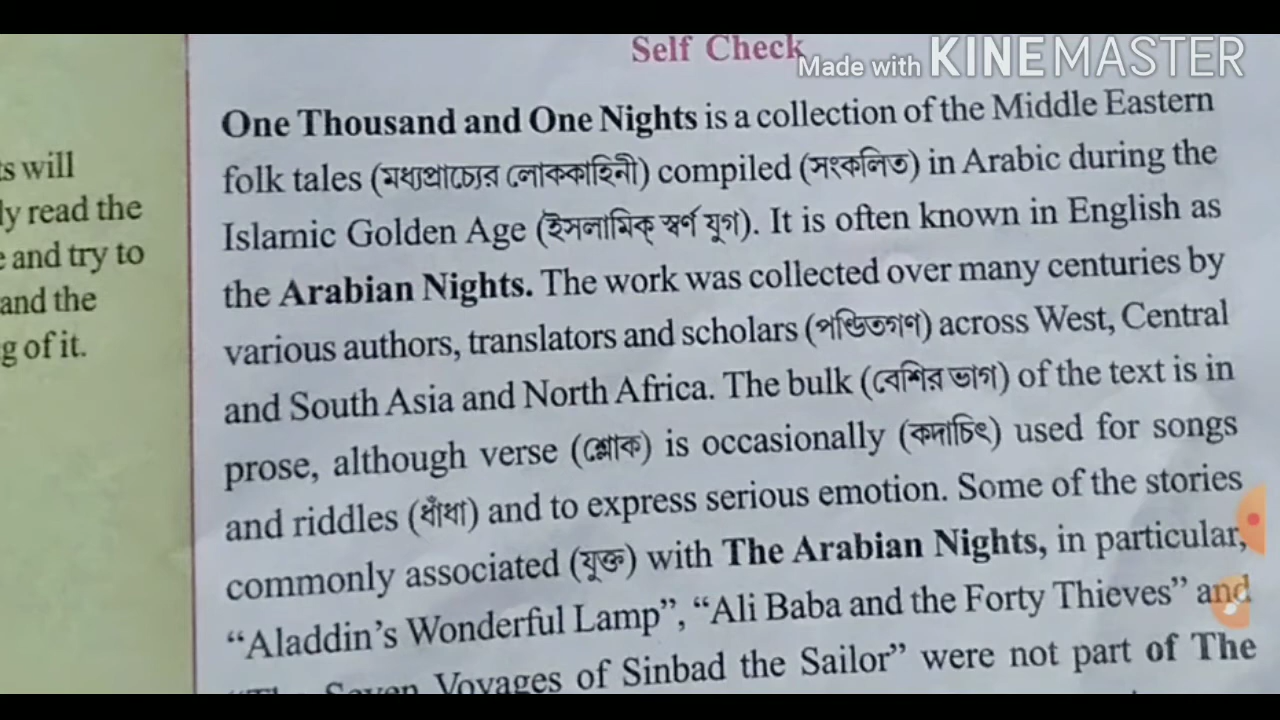 Self Check
Made with KINEMASTER
s will
ly read the
e and try to
and the
g of it.
One Thousand and One Nights is a collection of the Middle Eastern
folk tales (মধ্যপ্রাচ্যের লোককাহিনী) compiled (সংকলিত) in Arabic during the
Islamic Golden Age (ইসলামিক্ স্বর্ণ যুগ). It is often known in English as
the Arabian Nights. The work was collected over many centuries by
various authors, translators and scholars (পণ্ডিতগণ) across West, Central
and South Asia and North Africa. The bulk (বেশির ভাগ) of the text is in
prose, although verse (শ্লোক) is occasionally (কদাচিৎ) used for songs
and riddles (ধাঁধা) and to express serious emotion. Some of the stories
commonly associated (যুক্ত) with The Arabian Nights, in particular,
“Aladdin’s Wonderful Lamp”, “Ali Baba and the Forty Thieves” and
“The Seven Voyages of Sinbad the Sailor” were not part of The